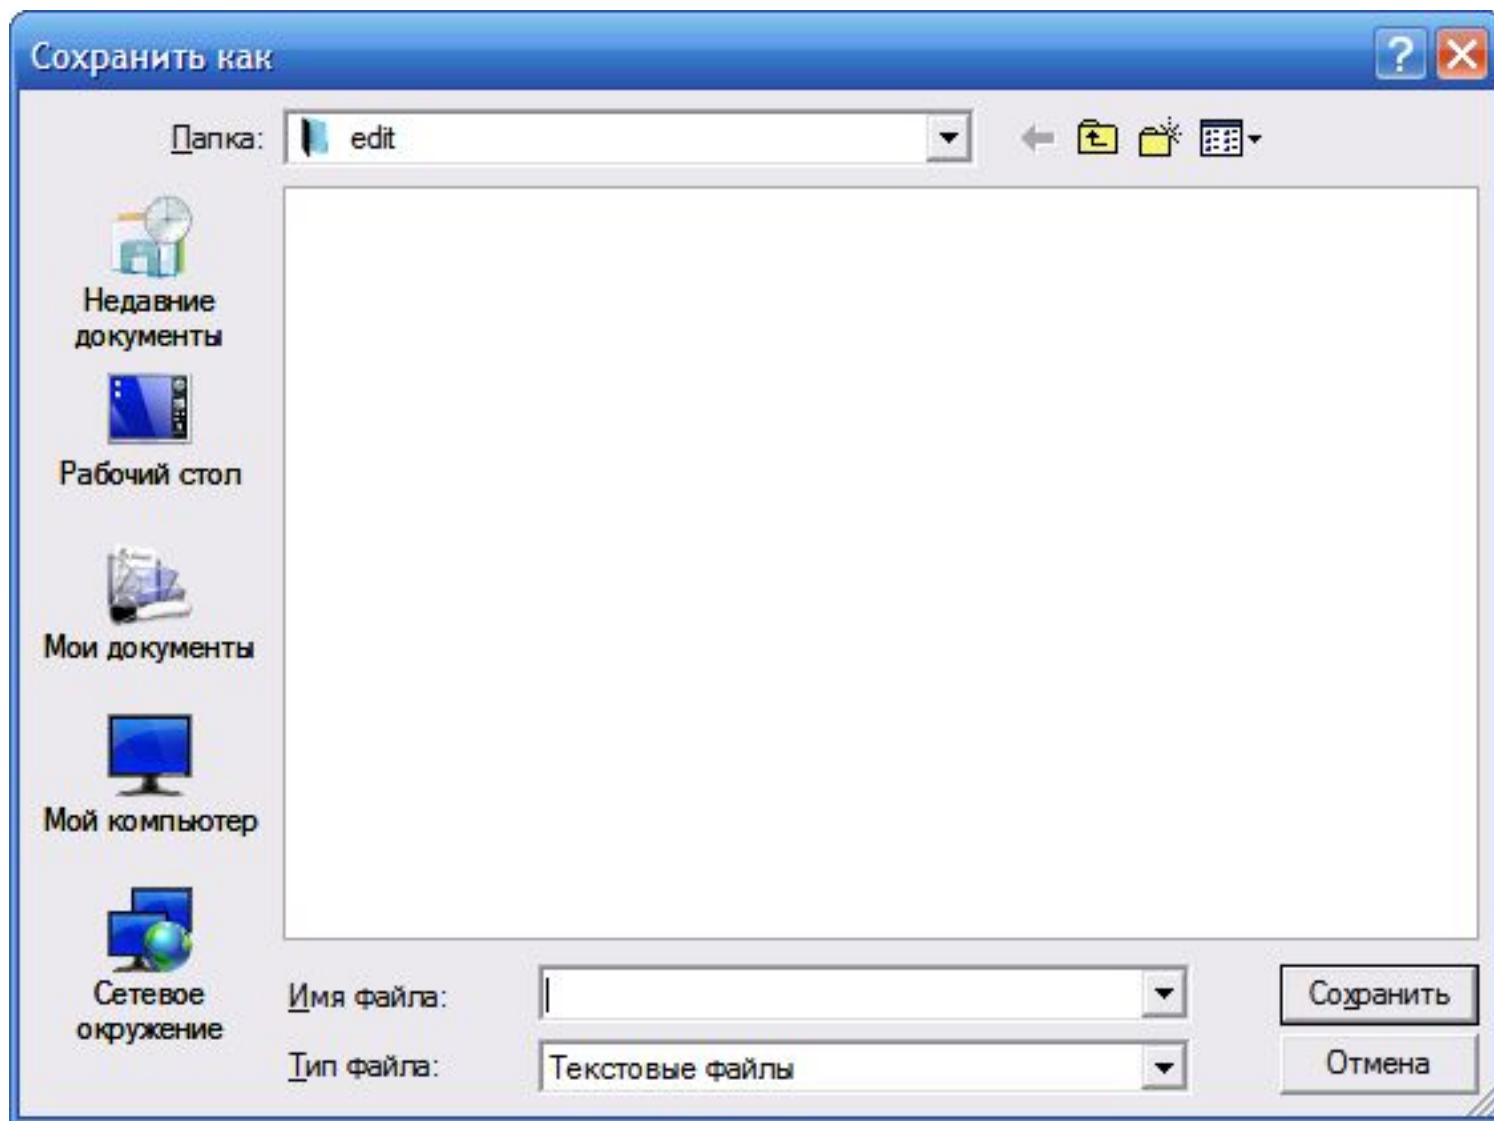 Сохранить как
Папка:
edit
Недавние
документы
Рабочий стол
Мои документы
Мой компьютер
Сетевое
окружение
Имя файла:
Сохранить
Тип файла:
Текстовые файлы
Отмена